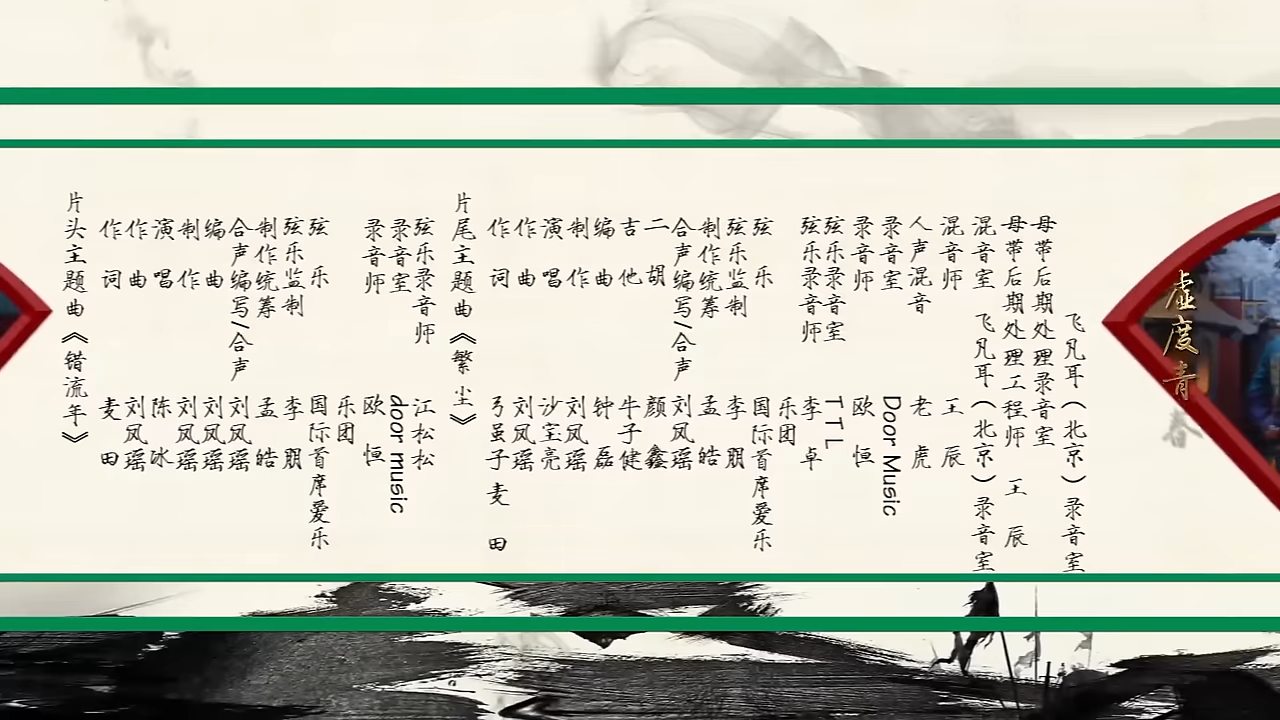 片头主题曲《错流年》
作词 麦田
作曲 刘风瑶
演唱 陈冰
制作 刘风瑶
编曲 刘风瑶
合声编写/合声 刘风瑶
制作统筹 孟皓
弦乐监制 李朋
弦乐 国际首席爱乐
乐团
录音师 欧恒
录音室 door music
弦乐录音师 江松松
片尾主题曲《繁尘》
作词 弓虽子 麦田
作曲 刘风瑶
演唱 沙宝亮
制作 刘风瑶
编曲 钟磊
吉他 牛子健
二胡 颜鑫
合声编写/合声 刘风瑶
制作统筹 孟皓
弦乐监制 李朋
弦乐 国际首席爱乐
乐团
弦乐录音师 李卓
弦乐录音室 TTL
录音师 欧恒
录音室 Door Music
人声混音 老虎
混音师 王辰
混音室 飞凡耳（北京）录音室
母带后期处理工程师 王辰
母带后期处理录音室
飞凡耳（北京）录音室
虚度青春